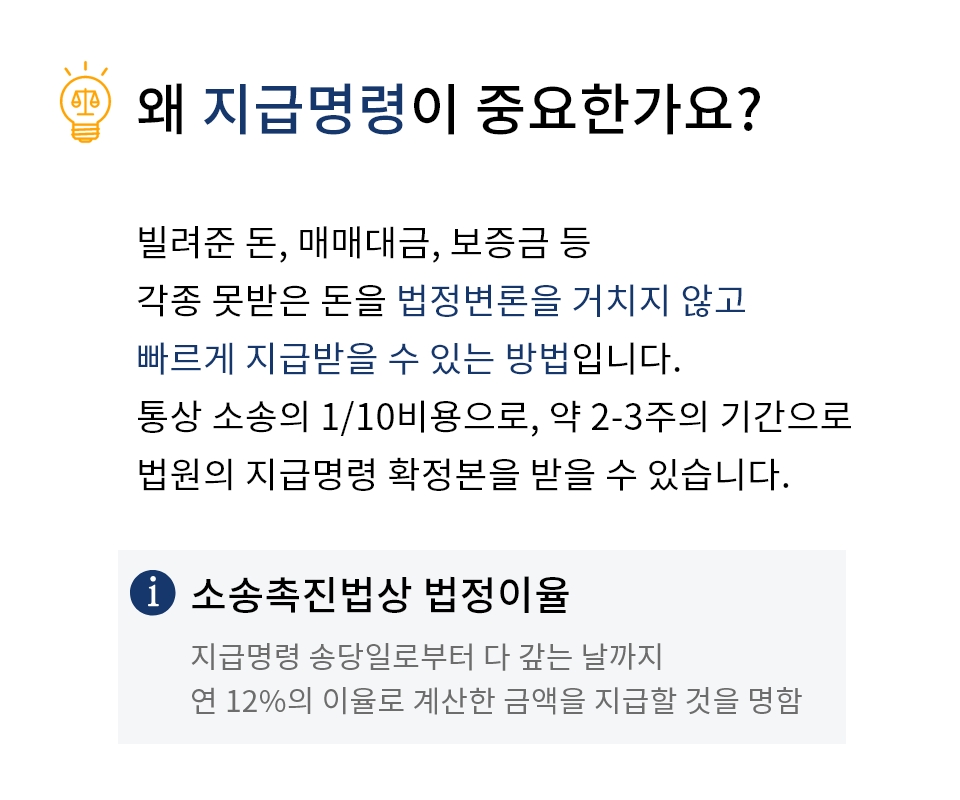 왜 지급명령이 중요한가요?
빌려준 돈, 매매대금, 보증금 등
각종 못받은 돈을 법정변론을 거치지 않고
빠르게 지급받을 수 있는 방법입니다.
통상 소송의 1/10비용으로, 약 2-3주의 기간으로
법원의 지급명령 확정본을 받을 수 있습니다.
i 소송촉진법상 법정이율
지급명령 송당일로부터 다 갚는 날까지
연 12%의 이율로 계산한 금액을 지급할 것을 명함